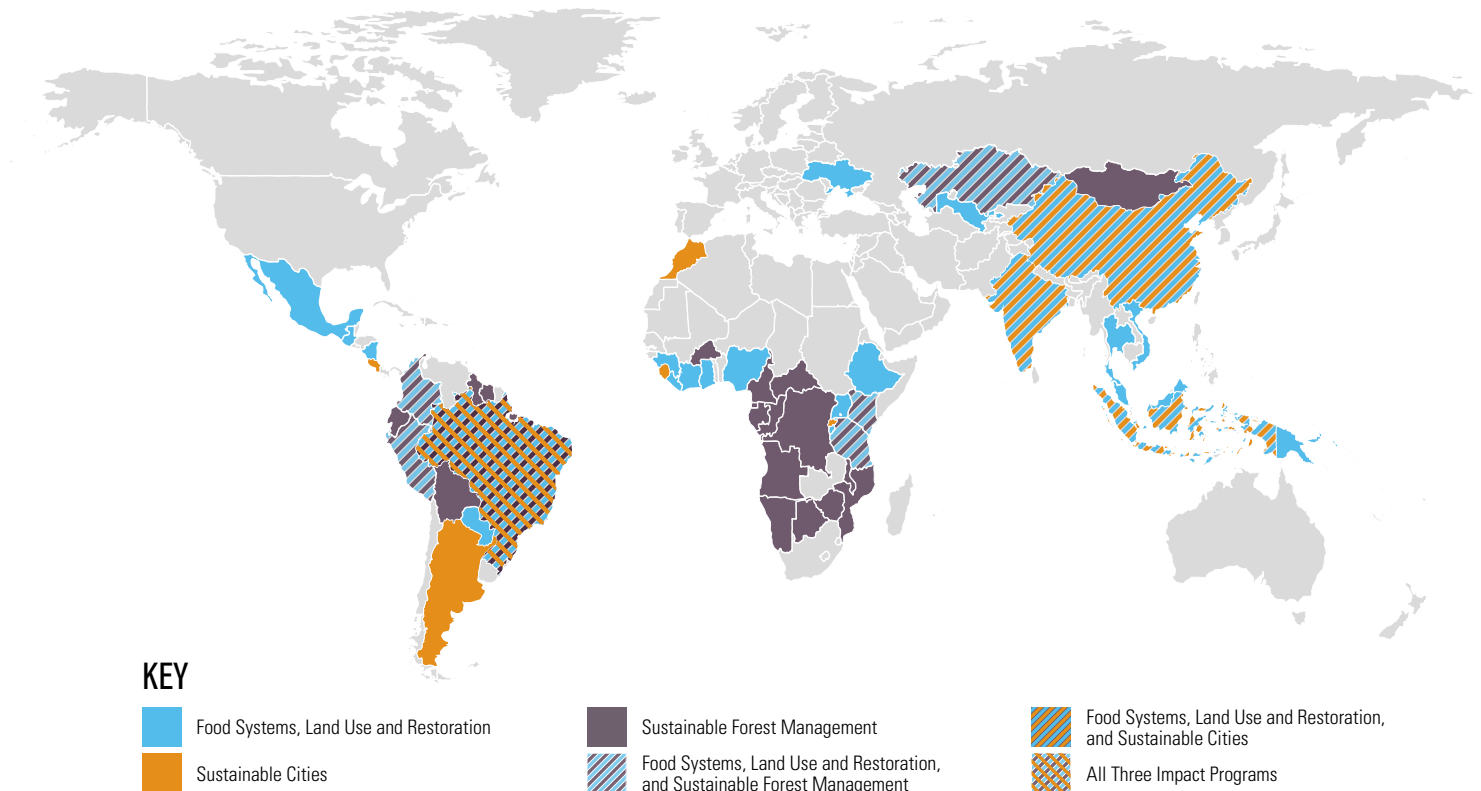 KEY
Food Systems, Land Use and Restoration
Sustainable Cities
Sustainable Forest Management
Food Systems, Land Use and Restoration,
and Sustainable Forest Management
Food Systems, Land Use and Restoration,
and Sustainable Cities
All Three Impact Programs